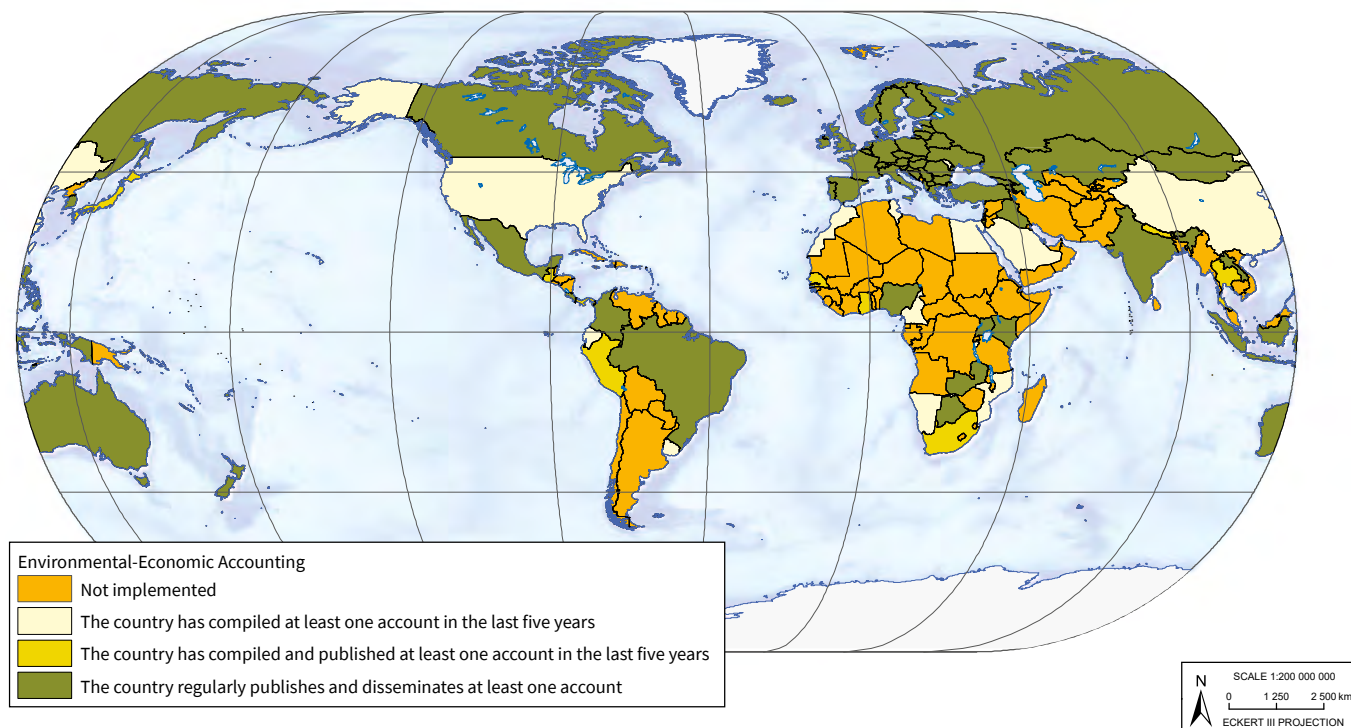 Environmental-Economic Accounting
Not implemented
The country has compiled at least one account in the last five years
The country has compiled and published at least one account in the last five years
The country regularly publishes and disseminates at least one account
N
SCALE 1:200 000 000
0 1 250 2 500 km
ECKERT III PROJECTION